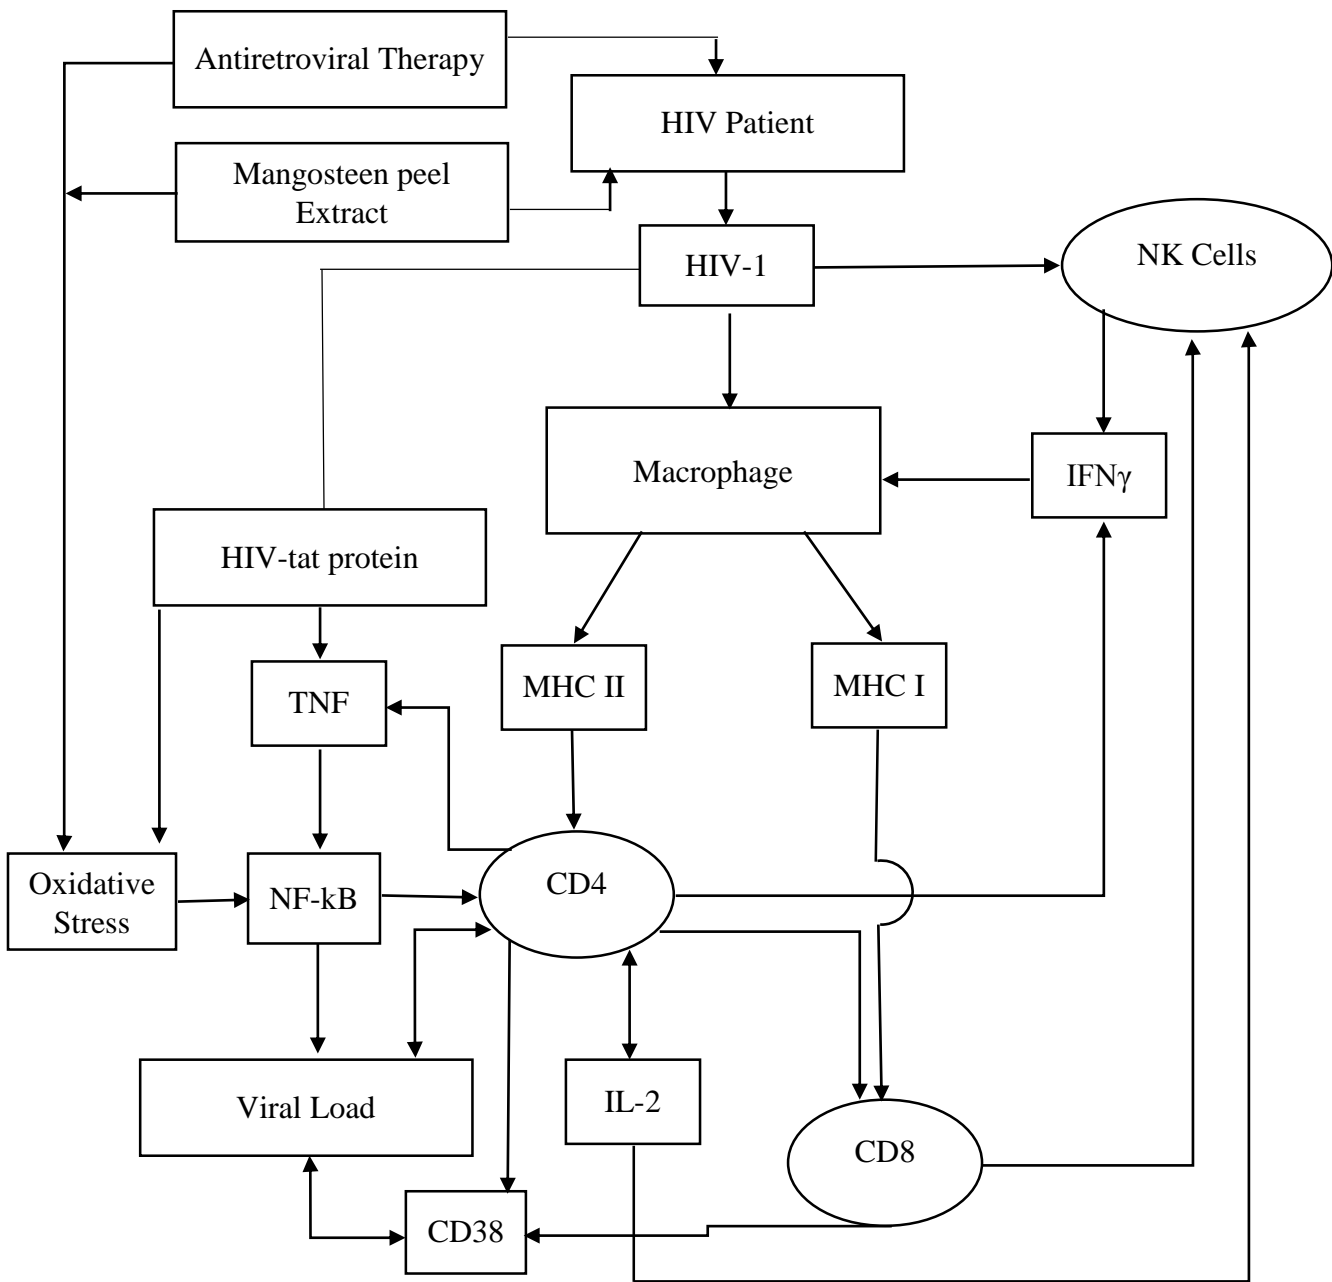 Antiretroviral Therapy
HIV Patient
Mangosteen peel
Extract
NK Cells
HIV-1
Macrophage
IFNγ
HIV-tat protein
MHC II
MHC I
TNF
CD4
Oxidative
Stress
NF-kB
Viral Load
IL-2
CD8
CD38